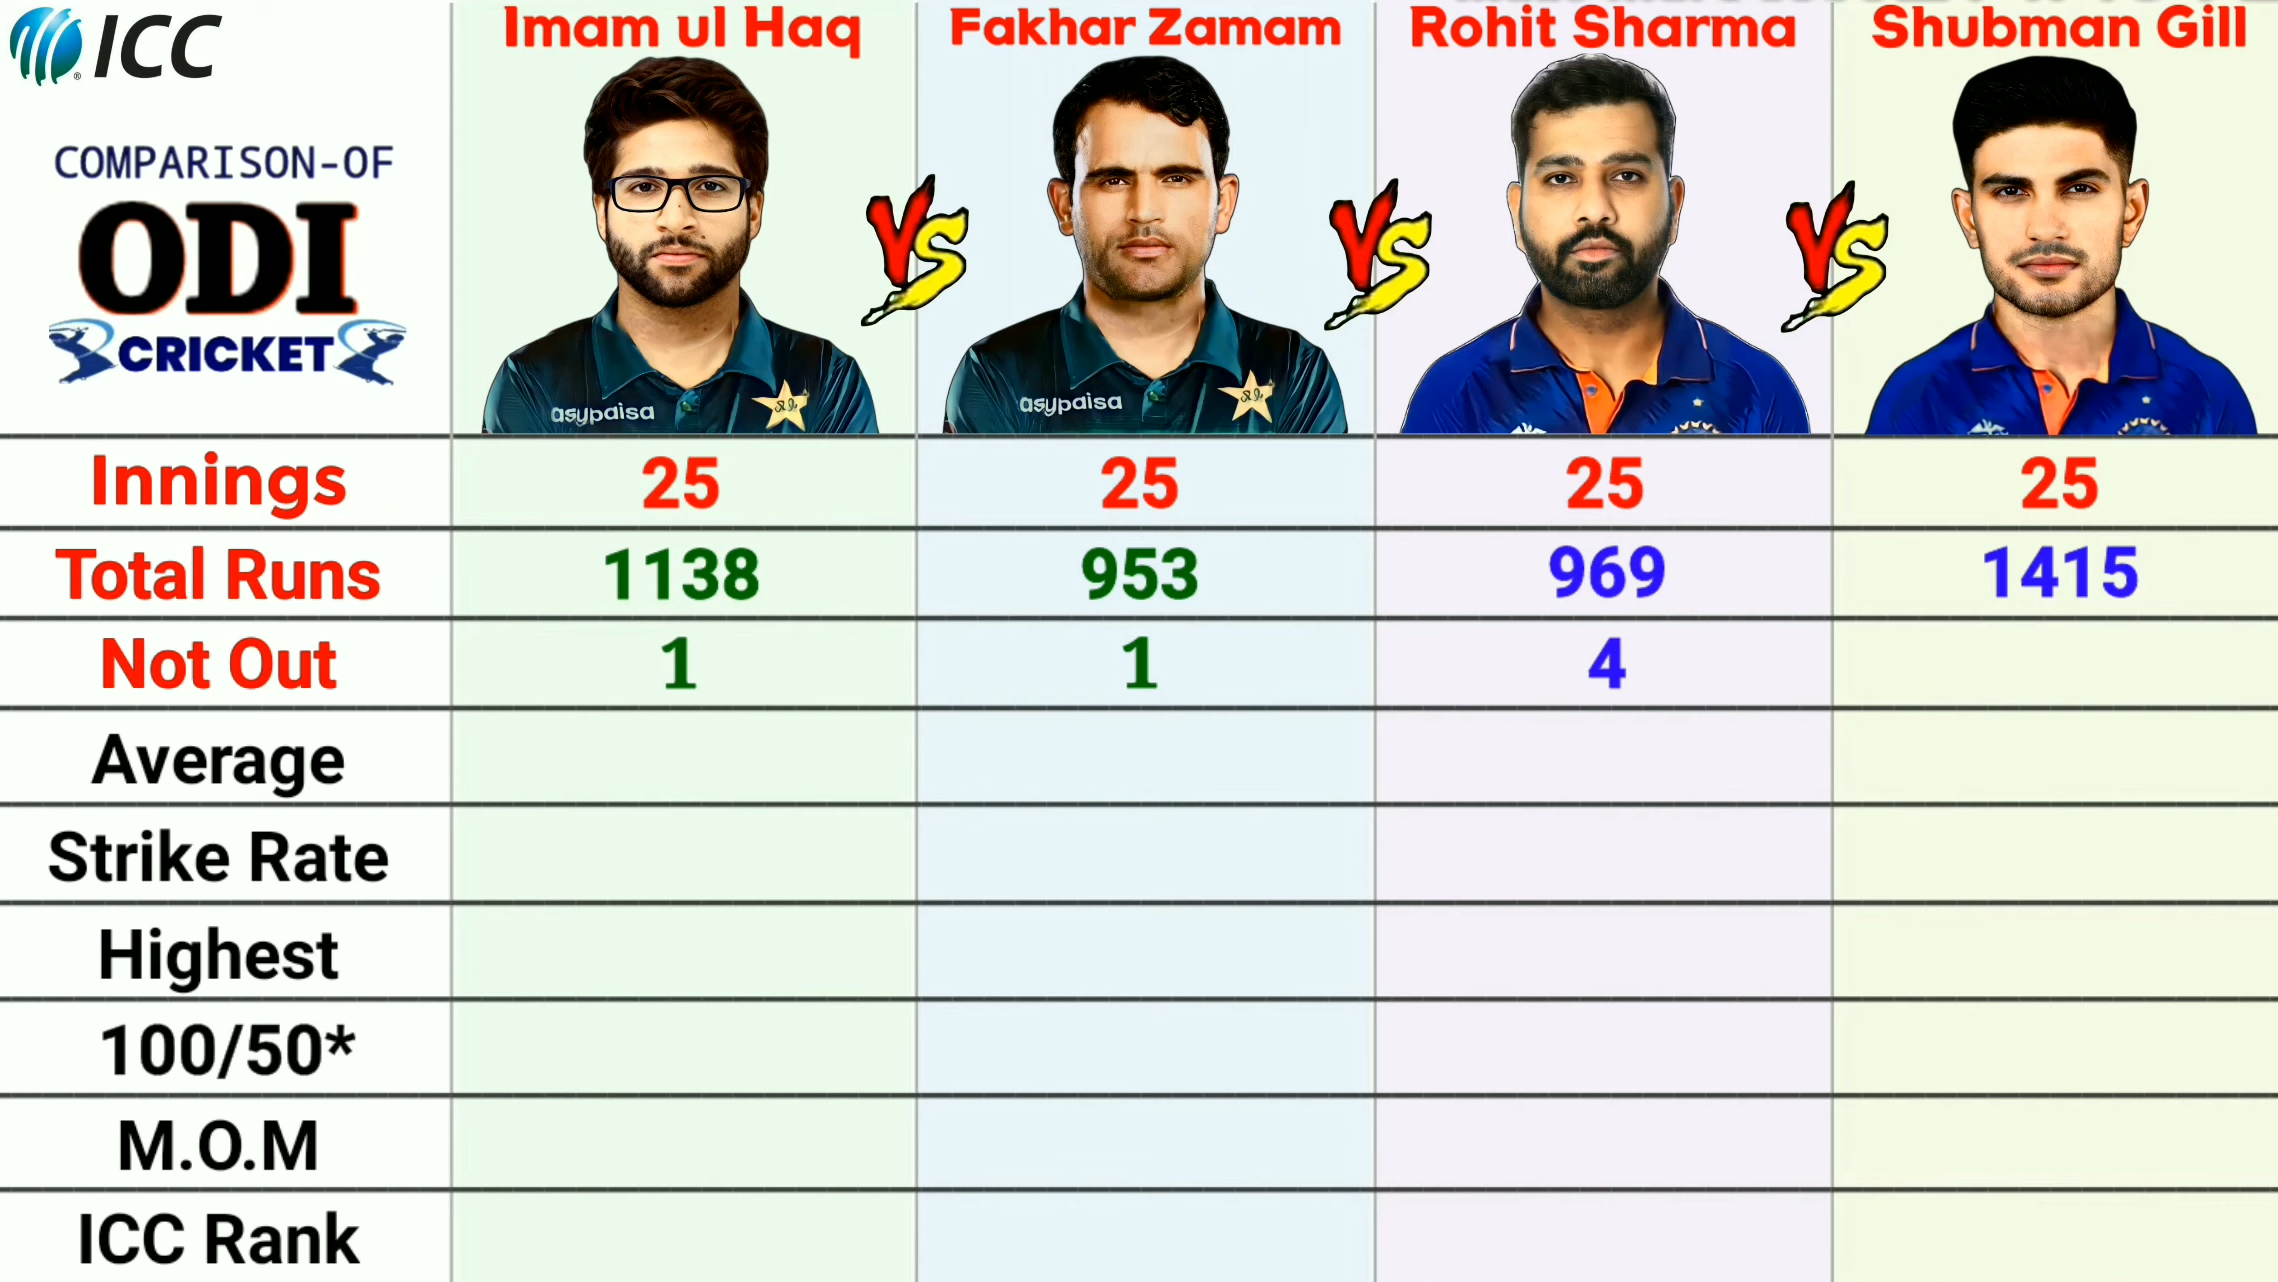 ICC
COMPARISON-OF
ODI
CRICKET
Imam ul Haq
Fakhar Zamam
Rohit Sharma
Shubman Gill
VS
VS
VS
asypaisa
asypaisa
Innings 25 25 25 25
Total Runs 1138 953 969 1415
Not Out 1 1 4
Average
Strike Rate
Highest
100/50*
M.O.M
ICC Rank